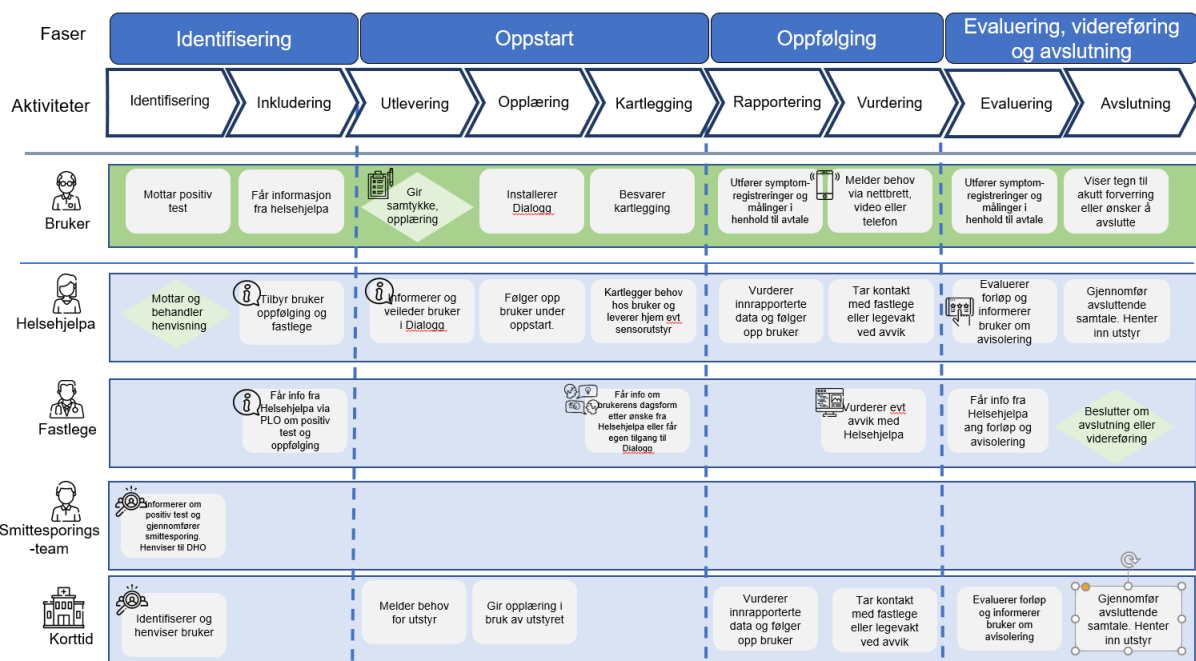 Faser
Identifisering
Oppstart
Oppfølging
Evaluering, videreføring
og avslutning
Aktiviteter
Identifisering
Inkludering
Utlevering
Opplæring
Kartlegging
Rapportering
Vurdering
Evaluering
Avslutning
Bruker
Mottar positiv
test
Får informasjon
fra helsehjelpa
Gir
samtykke,
opplæring
Installerer
Dialogg
Besvarer
kartlegging
Utfører symptom-
registreringer og
målinger i
henhold til avtale
Melder behov
via nettbrett,
video eller
telefon
Utfører symptom-
registreringer og
målinger i
henhold til avtale
Viser tegn til
akutt forverring
eller ønsker å
avslutte
Helsehjelpa
Mottar og
behandler
henvisning
Tilbyr bruker
oppfølging og
fastlege
Informerer og
veileder bruker
i Dialogg
Følger opp
bruker under
oppstart.
Kartlegger behov
hos bruker og
leverer hjem evt
sensorutstyr
Vurderer
innrapporterte
data og følger
opp bruker
Tar kontakt
med fastlege
eller legevakt
ved avvik
Evaluerer
forløp og
informerer
bruker om
avisolering
Gjennomfør
avsluttende
samtale. Henter
inn utstyr
Fastlege
Får info fra
Helsehjelpa via
PLO om positiv
test og
oppfølging
Får info om
brukerens dagsform
etter ønske fra
Helsehjelpa eller får
egen tilgang til
Dialogg
Vurderer evt
avvik med
Helsehjelpa
Får info fra
Helsehjelpa
ang forløp og
avisolering
Beslutter om
avslutning eller
videreføring
Smittesporings
-team
Informerer om
positiv test og
gjennomfører
smittesporing.
Henviser til DHO
Korttid
Identifiserer og
henviser bruker
Melder behov
for utstyr
Gir opplæring i
bruk av utstyret
Vurderer
innrapporterte
data og følger
opp bruker
Tar kontakt
med fastlege
eller legevakt
ved avvik
Evaluerer forløp
og informerer
bruker om
avisolering
Gjennomfør
avsluttende
samtale. Henter
inn utstyr